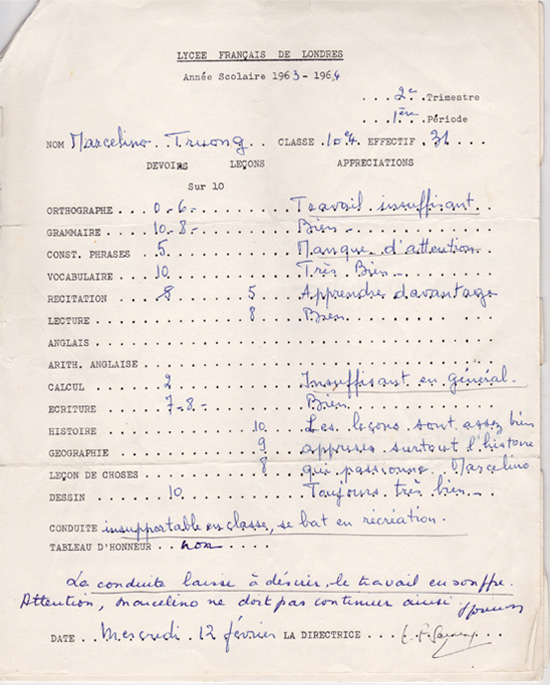 LYCEE FRANÇAIS DE LONDRES
Année Scolaire 1963 - 1964
2e Trimestre
1ère Période
NOM Marcelino Truong CLASSE 10e4 EFFECTIF 31
DEVOIRS LEÇONS APPRECIATIONS
Sur 10
ORTHOGRAPHE 0-6- Travail insuffisant
GRAMMAIRE 10-8- Bien
CONST. PHRASES 5 Manque d'attention
VOCABULAIRE 10 Très Bien
RECITATION 8 5 Apprendre davantage
LECTURE 8 Bien
ANGLAIS
ARITH. ANGLAISE
CALCUL 2 Insuffisant en général.
ECRITURE 7-8- Bien
HISTOIRE 10 Les leçons sont assez bien
GEOGRAPHIE 9 apprises surtout l'histoire
LEÇON DE CHOSES 8 qui passionne Marcelino
DESSIN 10 Toujours très bien
CONDUITE insupportable en classe, se bat en récréation.
TABLEAU D'HONNEUR non
La conduite laisse à désirer, le travail en souffre.
Attention, Marcelino ne doit pas continuer ainsi
DATE Mercredi 12 février LA DIRECTRICE